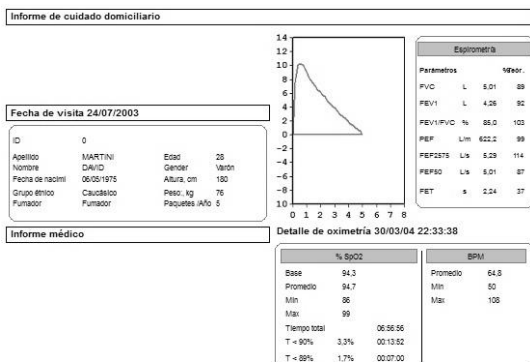 Informe de cuidado domiciliario
14
12
10
8
6
4
2
0
-2
-4
-6
-8
10
0 1 2 3 4 5 6 7 8
Espirometría
Parámetros %Teór.
FVC L 5,01 89
FEV1 L 4,26 92
FEV1/FVC % 85,0 103
PEF L/m 622,2 99
FEF2575 L/s 5,29 114
FEF50 L/s 5,01 87
FET s 2,24 37
Fecha de visita 24/07/2003
ID 0
Apellido MARTINI Edad 28
Nombre DAVID Gender Varón
Fecha de nacimi 06/05/1975 Altura, cm 180
Grupo étnico Caucásico Peso:, kg 76
Fumador Fumador Paquetes /Año 5
Informe médico
Detalle de oximetría 30/03/04 22:33:38
% SpO2
Base 94,3
Promedio 94,7
Min 86
Max 99
Tiempo total 06:56:56
T < 90% 3,3% 00:13:52
T < 89% 1,7% 00:07:00
BPM
Promedio 64,8
Min 50
Max 108